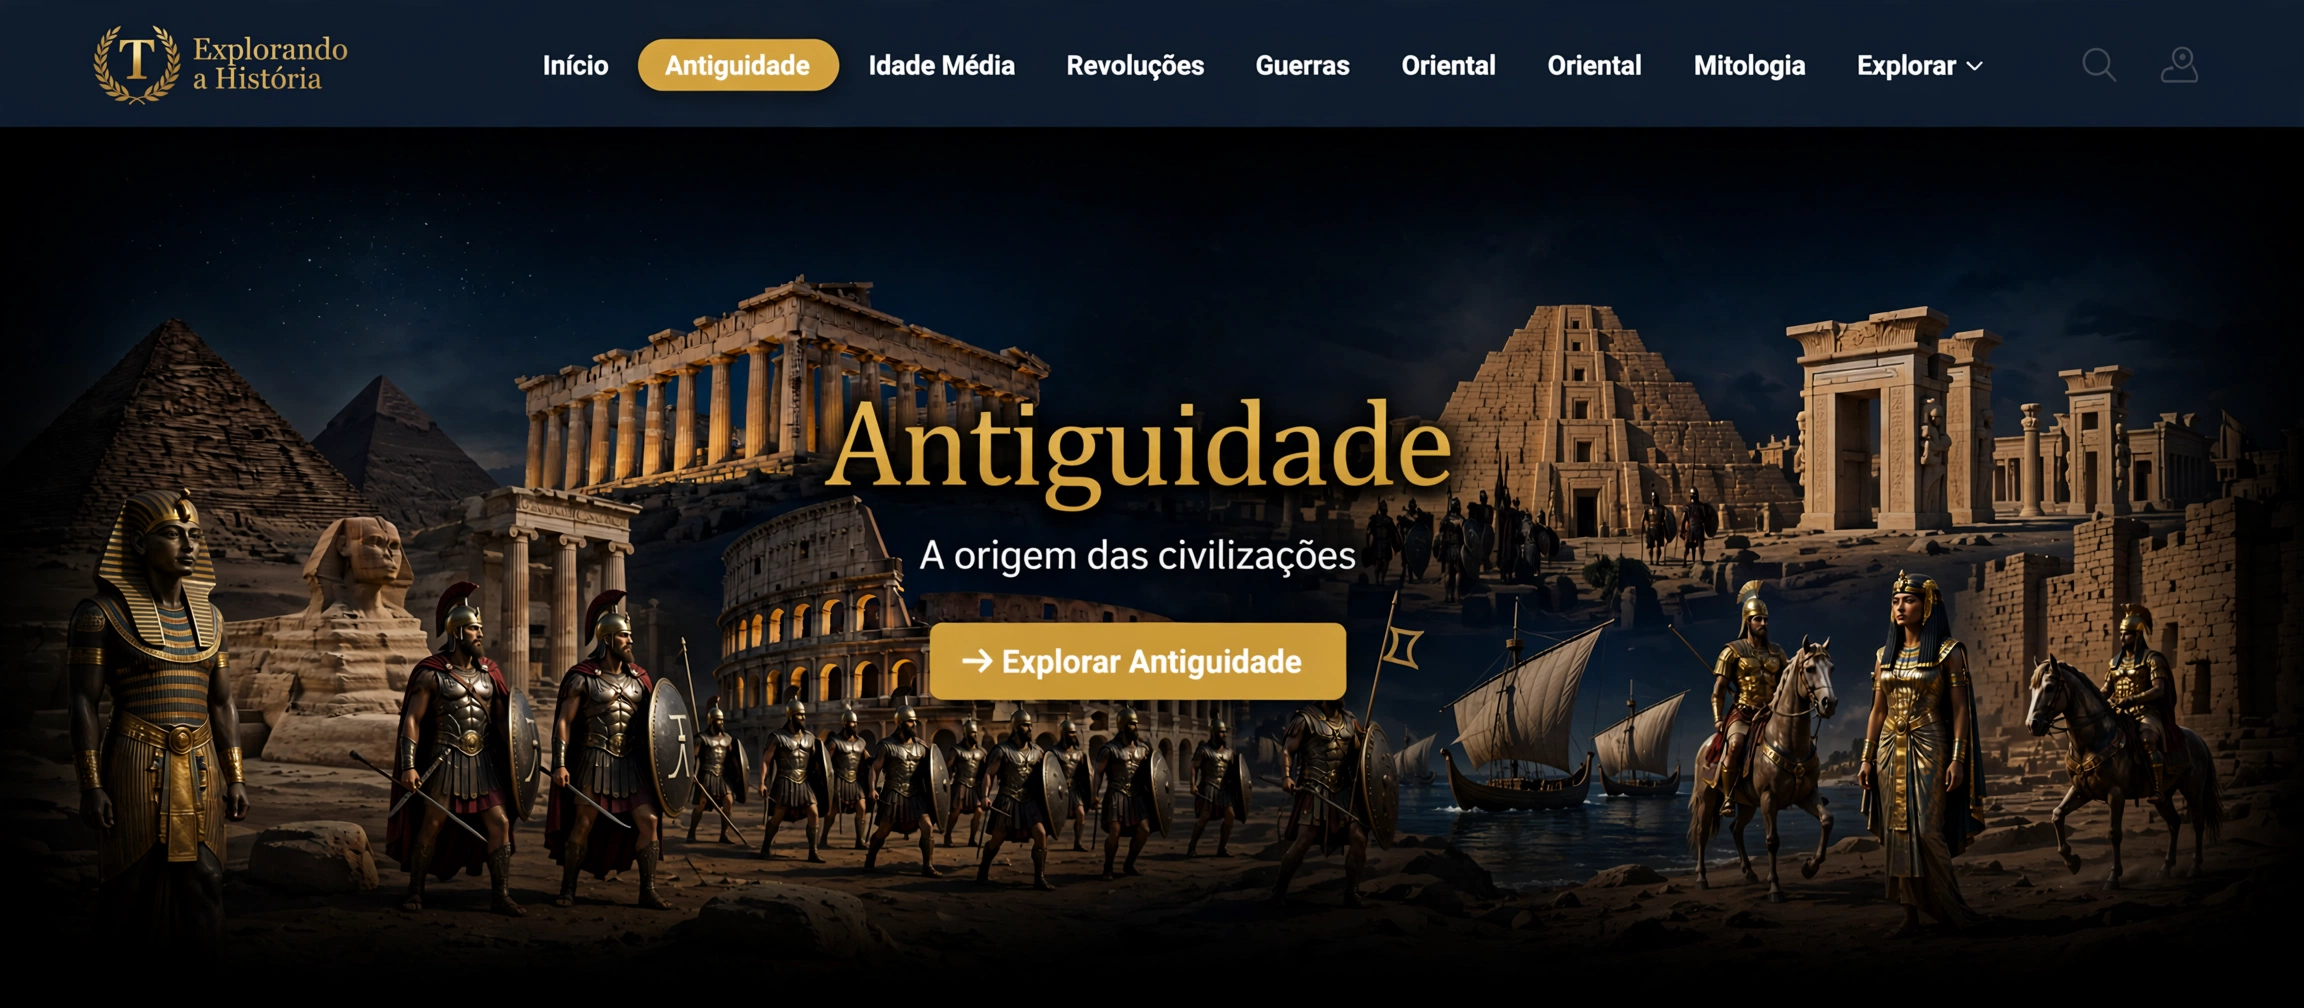 T
Explorando
a História
Início
Antiguidade
Idade Média
Revoluções
Guerras
Oriental
Oriental
Mitologia
Explorar
Antiguidade
A origem das civilizações
→ Explorar Antiguidade